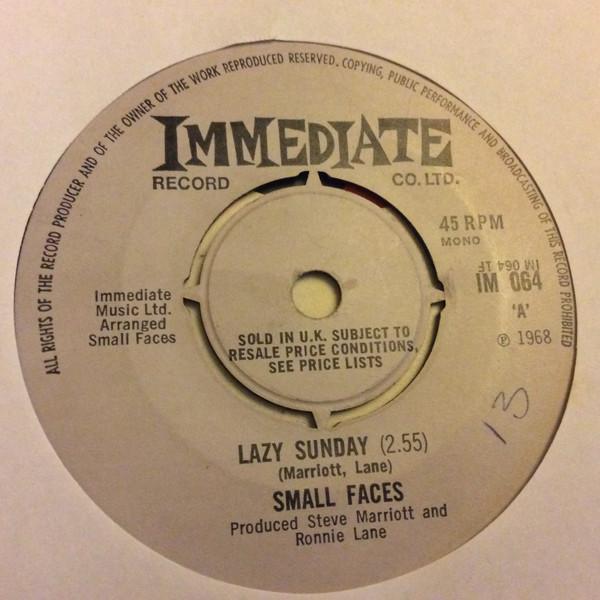 ALL RIGHTS OF THE RECORD PRODUCER AND OF THE OWNER OF THE WORK REPRODUCED RESERVED. COPYING, PUBLIC PERFORMANCE AND BROADCASTING OF THIS RECORD PROHIBITED
IMMEDIATE
RECORD CO. LTD.
45 RPM
MONO
IM 064 1F
IM 064
'A'
℗ 1968
Immediate
Music Ltd.
Arranged
Small Faces
SOLD IN U.K. SUBJECT TO
RESALE PRICE CONDITIONS,
SEE PRICE LISTS
13
LAZY SUNDAY (2.55)
(Marriott, Lane)
SMALL FACES
Produced Steve Marriott and
Ronnie Lane